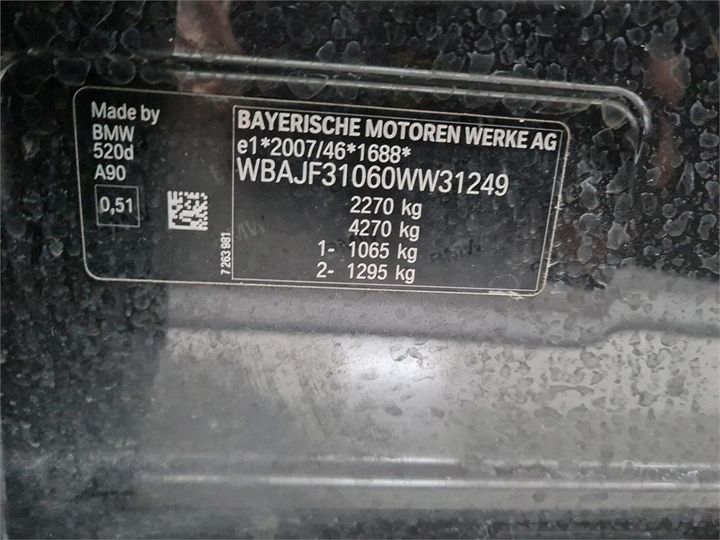 Made by
BMW
520d
A90
0,51
7 263 981
BAYERISCHE MOTOREN WERKE AG
e1*2007/46*1688*
WBAJF31060WW31249
2270 kg
4270 kg
1- 1065 kg
2- 1295 kg